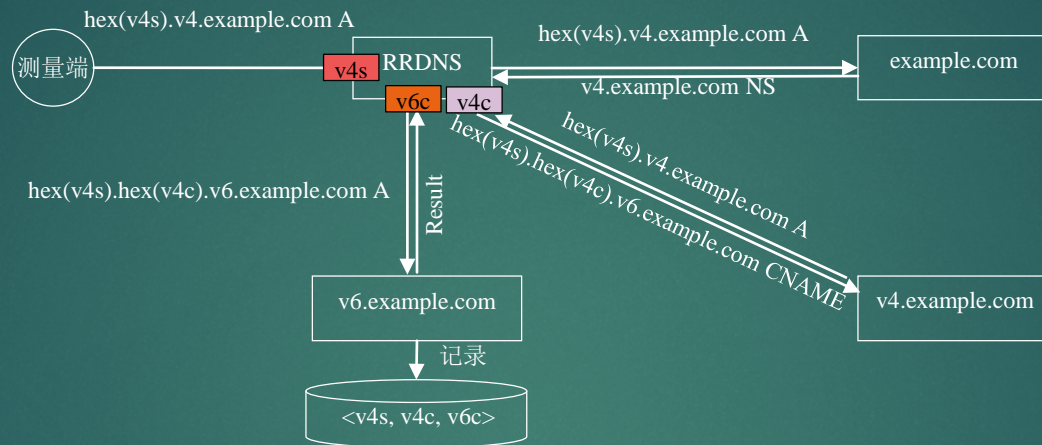 hex(v4s).v4.example.com A
测量端
v4s
RRDNS
v6c
v4c
hex(v4s).v4.example.com A
v4.example.com NS
example.com
hex(v4s).v4.example.com A
hex(v4s).hex(v4c).v6.example.com CNAME
hex(v4s).hex(v4c).v6.example.com A
Result
v6.example.com
v4.example.com
记录
<v4s, v4c, v6c>